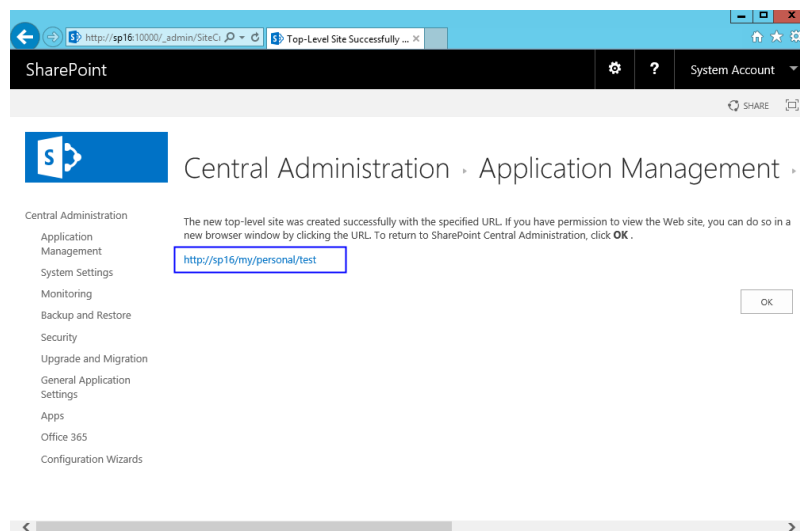 http://sp16:10000/_admin/SiteCr
Top-Level Site Successfully ...
SharePoint
?
System Account
SHARE
S
Central Administration
Application Management
Central Administration
Application
Management
System Settings
Monitoring
Backup and Restore
Security
Upgrade and Migration
General Application
Settings
Apps
Office 365
Configuration Wizards
The new top-level site was created successfully with the specified URL. If you have permission to view the Web site, you can do so in a
new browser window by clicking the URL. To return to SharePoint Central Administration, click OK .
http://sp16/my/personal/test
OK